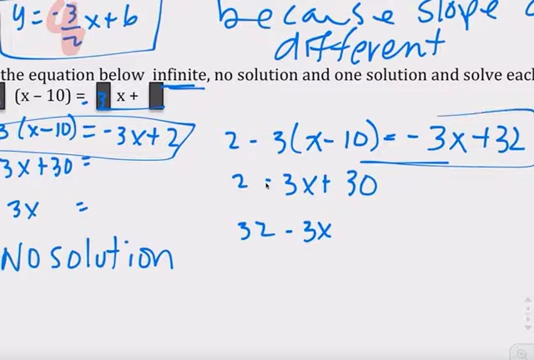 y = -3/2 x + 6
because slope
different
the equation below infinite, no solution and one solution and solve
(x – 10) = x +
3(x-10) = -3x+2
3x+30 =
3x =
No solution
2 - 3(x-10) = -3x+32
2 - 3x + 30
32 - 3x